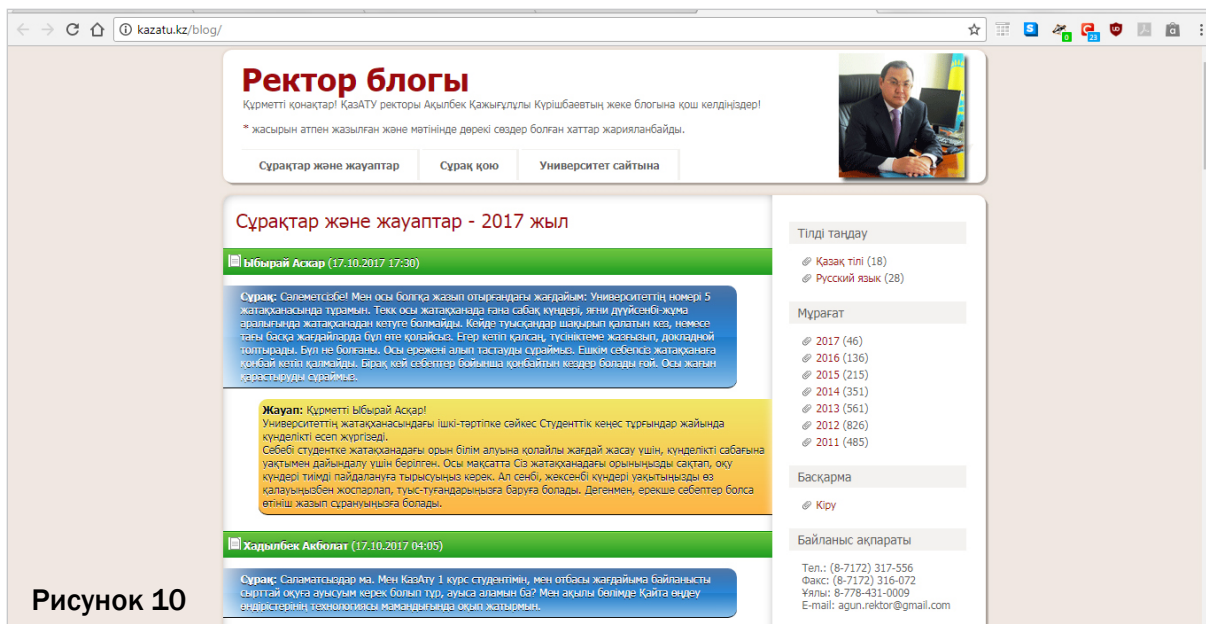 kazatu.kz/blog/
0
23
Ректор блогы
Құрметті қонақтар! ҚазАТУ ректоры Ақылбек Қажығұлұлы Күрішбаевтың жеке блогына қош келдіңіздер!
* жасырын атпен жазылған және мәтінінде дөрекі сөздер болған хаттар жарияланбайды.
Сұрақтар және жауаптар
Сұрақ қою
Университет сайтына
Сұрақтар және жауаптар - 2017 жыл
Ыбырай Асқар (17.10.2017 17:30)
Сұрақ: Сәлеметсізбе! Мен осы болгқа жазып отырғандағы жағдайым: Университеттің номері 5
жатақханасында тұрамын. Текк осы жатақханада ғана сабақ күндері, яғни дүуйсенбі-жұма
аралығында жатақханадан кетуге болмайды. Кейде туысқандар шақырып қалатын кез, немесе
тағы басқа жағдайларда бұл өте қолайсыз. Егер кетіп қалсаң, түсініктеме жазғызып, докладной
толтырады. Бұл не болғаны. Осы ережені алып тастауды сұраймыз. Ешкім себепсіз жатақханаға
қонбай кетіп қалмайды. Бірақ кей себептер бойынша қонбайтын кездер болады ғой. Осы жағын
қарастыруды сұраймыз.
Жауап: Құрметті Ыбырай Асқар!
Университеттің жатақханасындағы ішкі-тәртіпке сәйкес Студенттік кеңес тұрғындар жайында
күнделікті есеп жүргізеді.
Себебі студентке жатақханадағы орын білім алуына қолайлы жағдай жасау үшін, күнделікті сабағына
уақтымен дайындалу үшін берілген. Осы мақсатта Сіз жатақханадағы орыныңызды сақтап, оқу
күндері тиімді пайдалануға тырысуыңыз керек. Ал сенбі, жексенбі күндері уақытыңызды өз
қалауыңызбен жоспарлап, туыс-туғандарыңызға баруға болады. Дегенмен, ерекше себептер болса
өтініш жазып сұрануыңызға болады.
Хадылбек Ақболат (17.10.2017 04:05)
Сұрақ: Саламатсыздар ма. Мен КазАту 1 курс студентімін, мен отбасы жағдайыма байланысты
сырттай оқуға ауысуым керек болып тұр, ауыса аламын ба? Мен ақылы бөлімде Қайта өңдеу
өндірістерінің технологиясы мамандығында оқып жатырмын.
Тілді таңдау
Қазақ тілі (18)
Русский язык (28)
Мұрағат
2017 (46)
2016 (136)
2015 (215)
2014 (351)
2013 (561)
2012 (826)
2011 (485)
Басқарма
Кіру
Байланыс ақпараты
Тел.: (8-7172) 317-556
Факс: (8-7172) 316-072
Ұялы: 8-778-431-0009
E-mail: agun.rektor@gmail.com
Рисунок 10